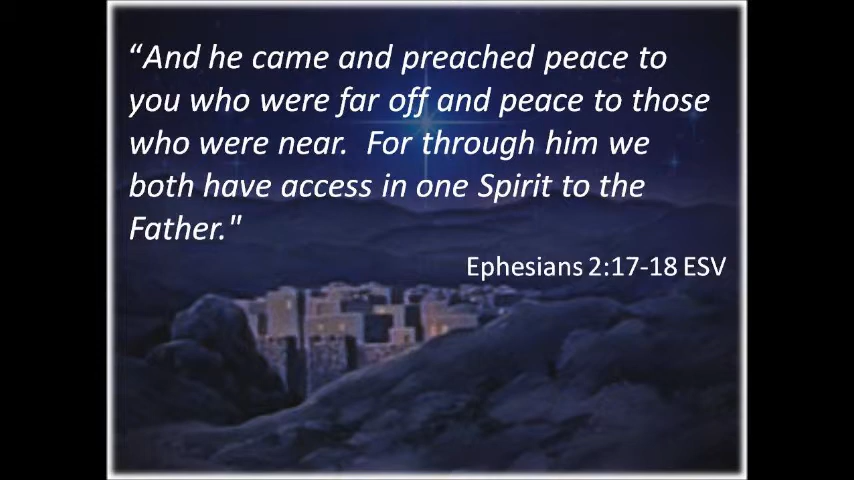 “And he came and preached peace to
you who were far off and peace to those
who were near.  For through him we
both have access in one Spirit to the
Father."
Ephesians 2:17-18 ESV